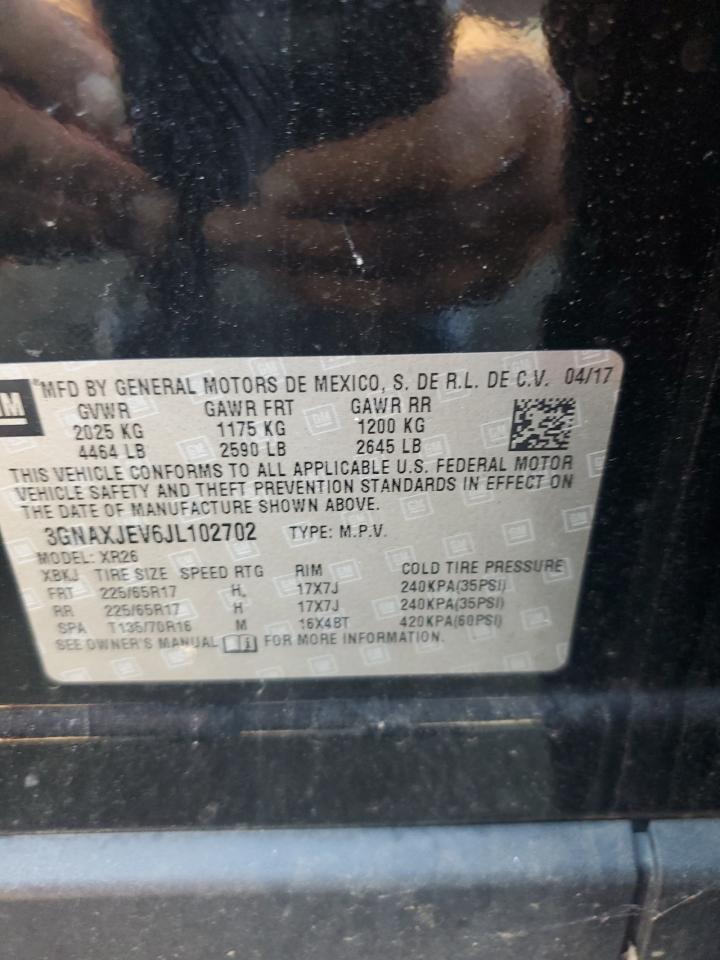 GM
MFD BY GENERAL MOTORS DE MEXICO, S. DE R.L. DE C.V. 04/17
GVWR GAWR FRT GAWR RR
2025 KG 1175 KG 1200 KG
4464 LB 2590 LB 2645 LB
THIS VEHICLE CONFORMS TO ALL APPLICABLE U.S. FEDERAL MOTOR
VEHICLE SAFETY AND THEFT PREVENTION STANDARDS IN EFFECT ON
THE DATE OF MANUFACTURE SHOWN ABOVE.
3GNAXJEV6JL102702 TYPE: M.P.V.
MODEL: XR26
XBKJ TIRE SIZE SPEED RTG RIM COLD TIRE PRESSURE
FRT 225/65R17 H 17X7J 240KPA(35PSI)
RR 225/65R17 H 17X7J 240KPA(35PSI)
SPA T135/70R16 M 16X4BT 420KPA(60PSI)
SEE OWNER'S MANUAL FOR MORE INFORMATION.